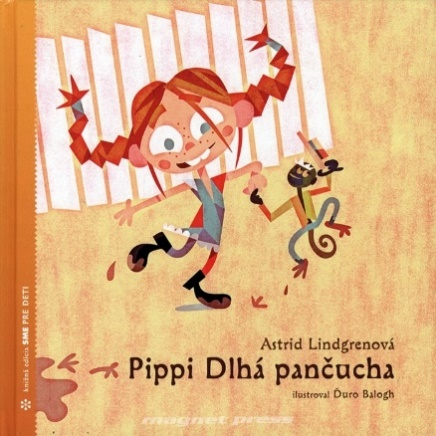 Astrid Lindgrenová
Pippi Dlhá pančucha
ilustroval Ďuro Balogh
magnet press
knižná edícia SME PRE DETI